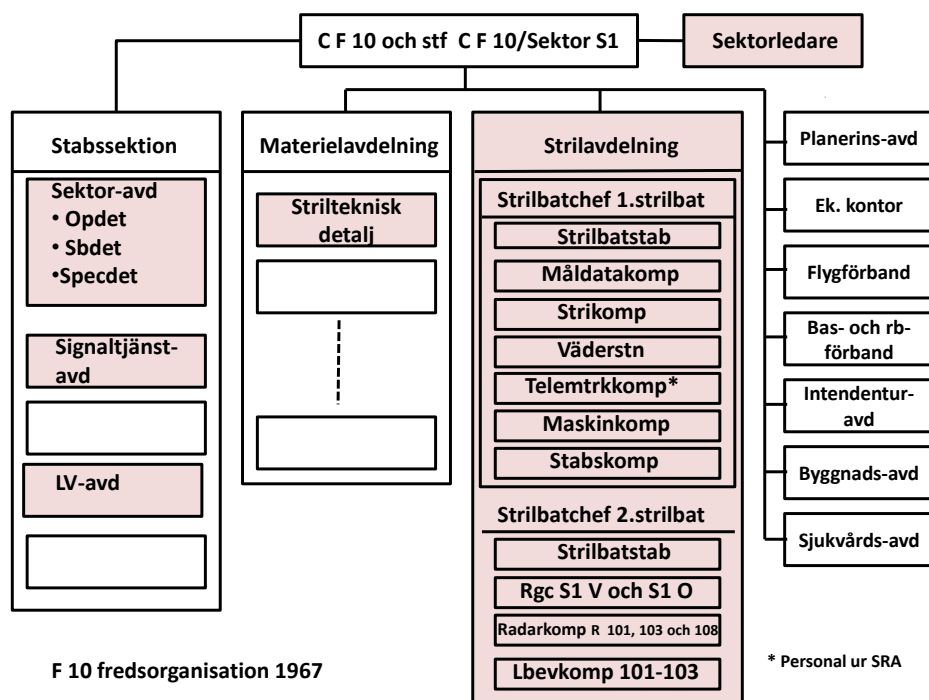 C F 10 och stf C F 10/Sektor S1
Sektorledare
Stabssektion
Sektor-avd
• Opdet
• Sbdet
•Specdet
Signaltjänst-
avd
LV-avd
Materielavdelning
Strilteknisk
detalj
Strilavdelning
Strilbatchef 1.strilbat
Strilbatstab
Måldatakomp
Strikomp
Väderstn
Telemtrkkomp*
Maskinkomp
Stabskomp
Strilbatchef 2.strilbat
Strilbatstab
Rgc S1 V och S1 O
Radarkomp R 101, 103 och 108
Lbevkomp 101-103
Planerins-avd
Ek. kontor
Flygförband
Bas- och rb-
förband
Intendentur-
avd
Byggnads-avd
Sjukvårds-avd
F 10 fredsorganisation 1967
* Personal ur SRA